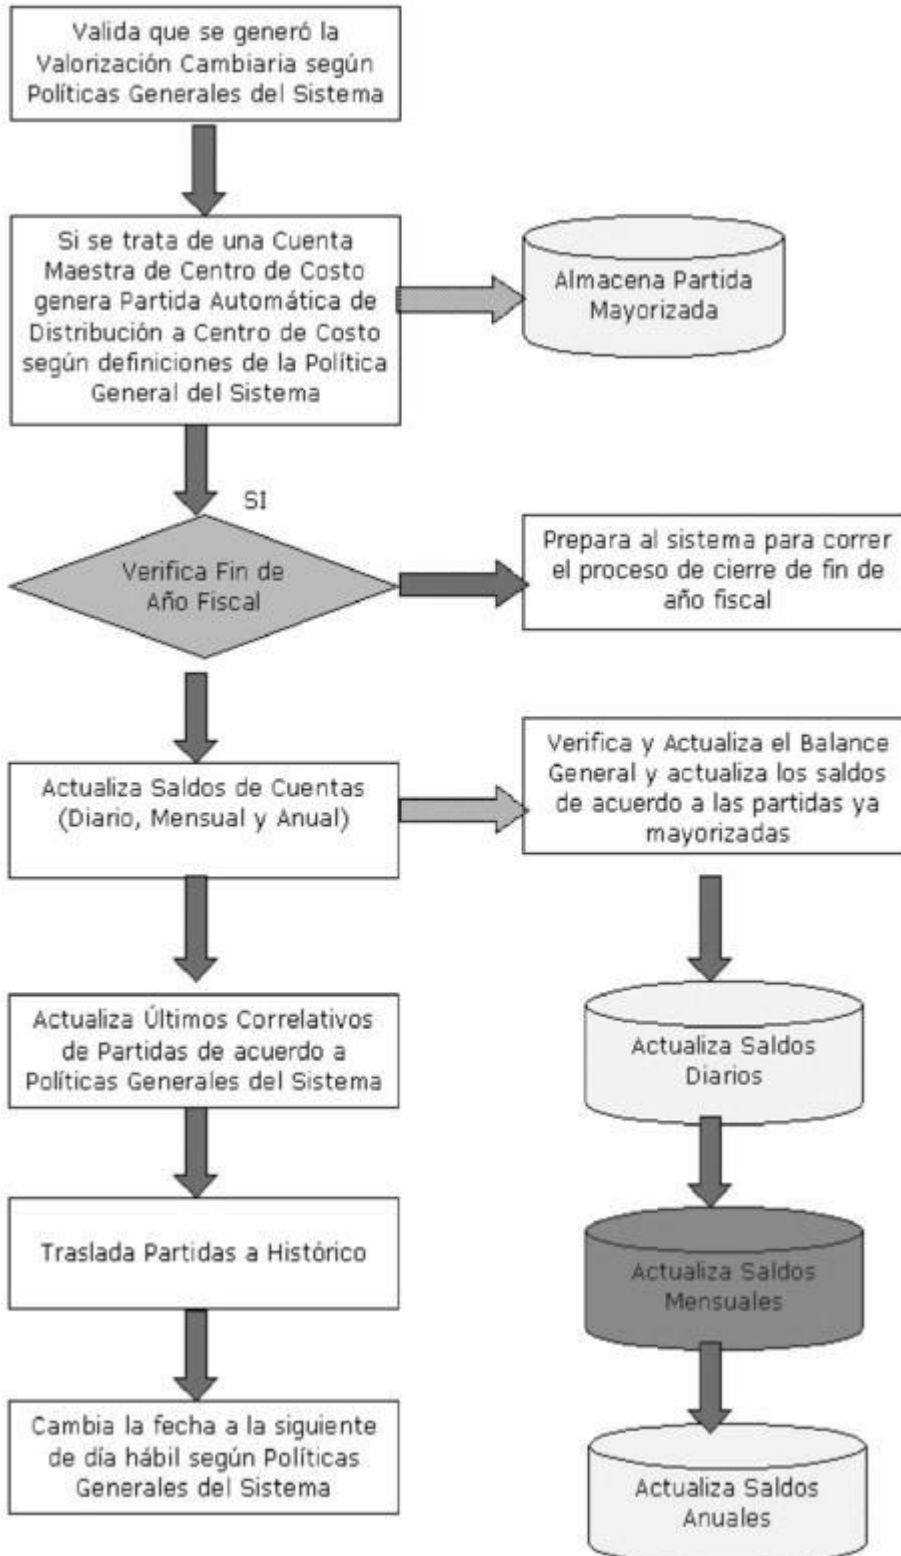 Valida que se generó la
Valorización Cambiaria según
Políticas Generales del Sistema
Si se trata de una Cuenta
Maestra de Centro de Costo
genera Partida Automática de
Distribución a Centro de Costo
según definiciones de la Política
General del Sistema
Almacena Partida
Mayorizada
SI
Verifica Fin de
Año Fiscal
Prepara al sistema para correr
el proceso de cierre de fin de
año fiscal
Actualiza Saldos de Cuentas
(Diario, Mensual y Anual)
Verifica y Actualiza el Balance
General y actualiza los saldos
de acuerdo a las partidas ya
mayorizadas
Actualiza Últimos Correlativos
de Partidas de acuerdo a
Políticas Generales del Sistema
Actualiza Saldos
Diarios
Traslada Partidas a Histórico
Actualiza Saldos
Mensuales
Cambia la fecha a la siguiente
de día hábil según Políticas
Generales del Sistema
Actualiza Saldos
Anuales